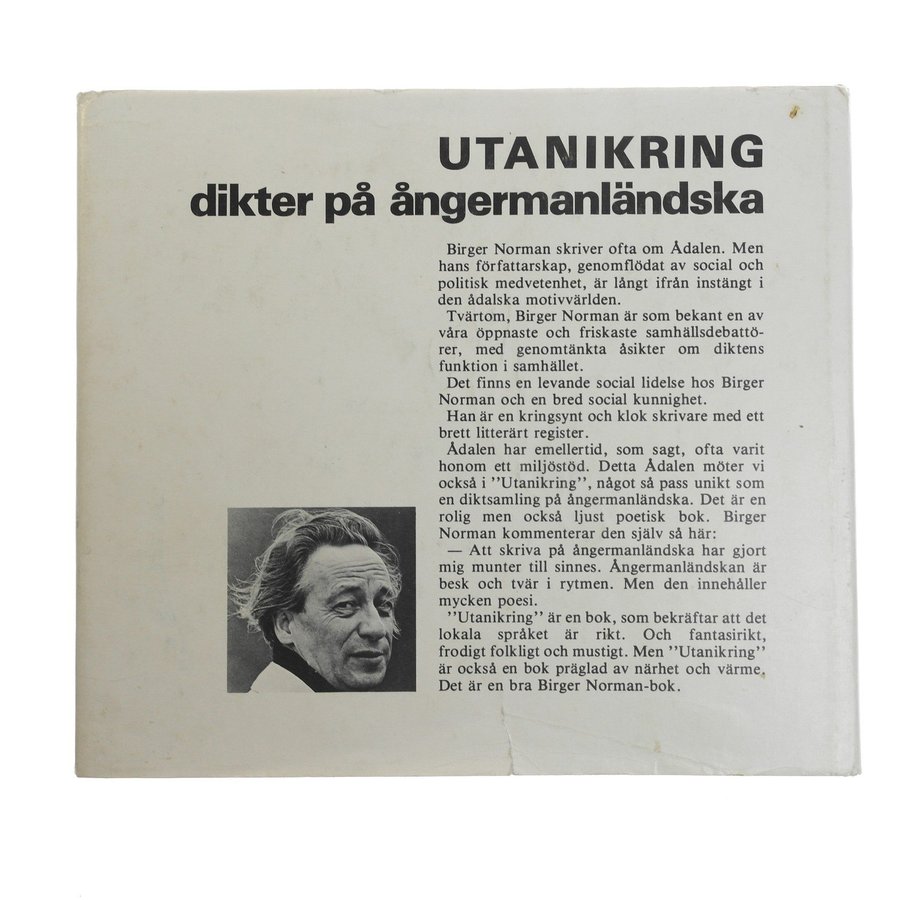 UTANIKRING
dikter på ångermanländska
Birger Norman skriver ofta om Ådalen. Men
hans författarskap, genomflödat av social och
politisk medvetenhet, är långt ifrån instängt i
den ådalska motivvärlden.
Tvärtom, Birger Norman är som bekant en av
våra öppnaste och friskaste samhällsdebattö-
rer, med genomtänkta åsikter om diktens
funktion i samhället.
Det finns en levande social lidelse hos Birger
Norman och en bred social kunnighet.
Han är en kringsynt och klok skrivare med ett
brett litterärt register.
Ådalen har emellertid, som sagt, ofta varit
honom ett miljöstöd. Detta Ådalen möter vi
också i ”Utanikring”, något så pass unikt som
en diktsamling på ångermanländska. Det är en
rolig men också ljust poetisk bok. Birger
Norman kommenterar den själv så här:
— Att skriva på ångermanländska har gjort
mig munter till sinnes. Ångermanländskan är
besk och tvär i rytmen. Men den innehåller
mycken poesi.
”Utanikring” är en bok, som bekräftar att det
lokala språket är rikt. Och fantasirikt,
frodigt folkligt och mustigt. Men ”Utanikring”
är också en bok präglad av närhet och värme.
Det är en bra Birger Norman-bok.